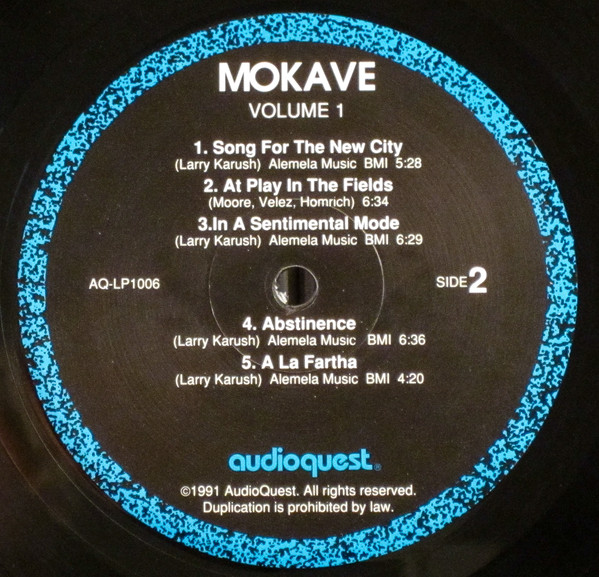 MOKAVE
VOLUME 1
1. Song For The New City
(Larry Karush) Alemela Music BMI 5:28
2. At Play In The Fields
(Moore, Velez, Homrich) 6:34
3.In A Sentimental Mode
(Larry Karush) Alemela Music BMI 6:29
AQ-LP1006
SIDE 2
4. Abstinence
(Larry Karush) Alemela Music BMI 6:36
5. A La Fartha
(Larry Karush) Alemela Music BMI 4:20
audioquest®
©1991 AudioQuest. All rights reserved.
Duplication is prohibited by law.